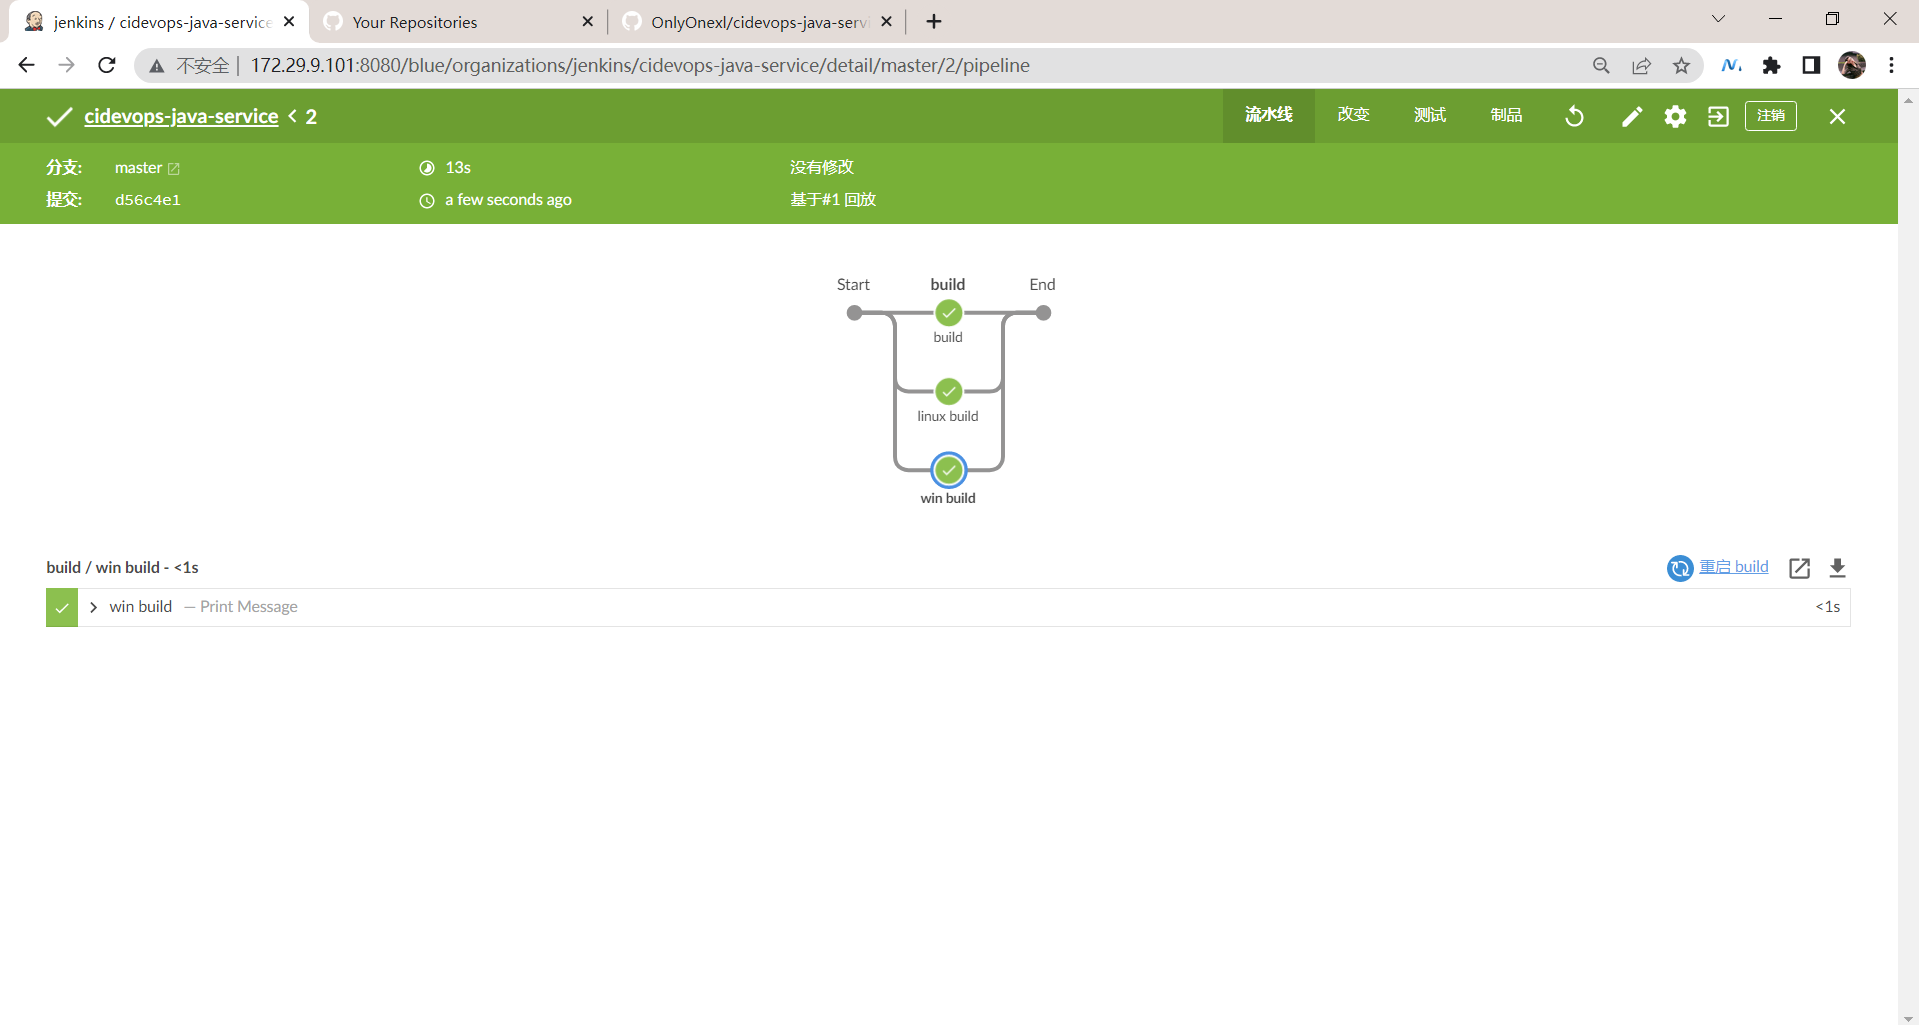 jenkins / cidevops-java-service
Your Repositories
OnlyOnexl/cidevops-java-servi
不安全 172.29.9.101:8080/blue/organizations/jenkins/cidevops-java-service/detail/master/2/pipeline
cidevops-java-service < 2
流水线 改变 测试 制品 注销
分支: master 13s 没有修改
提交: d56c4e1 a few seconds ago 基于#1 回放
Start build End
build
linux build
win build
build / win build - <1s 重启 build
win build — Print Message <1s